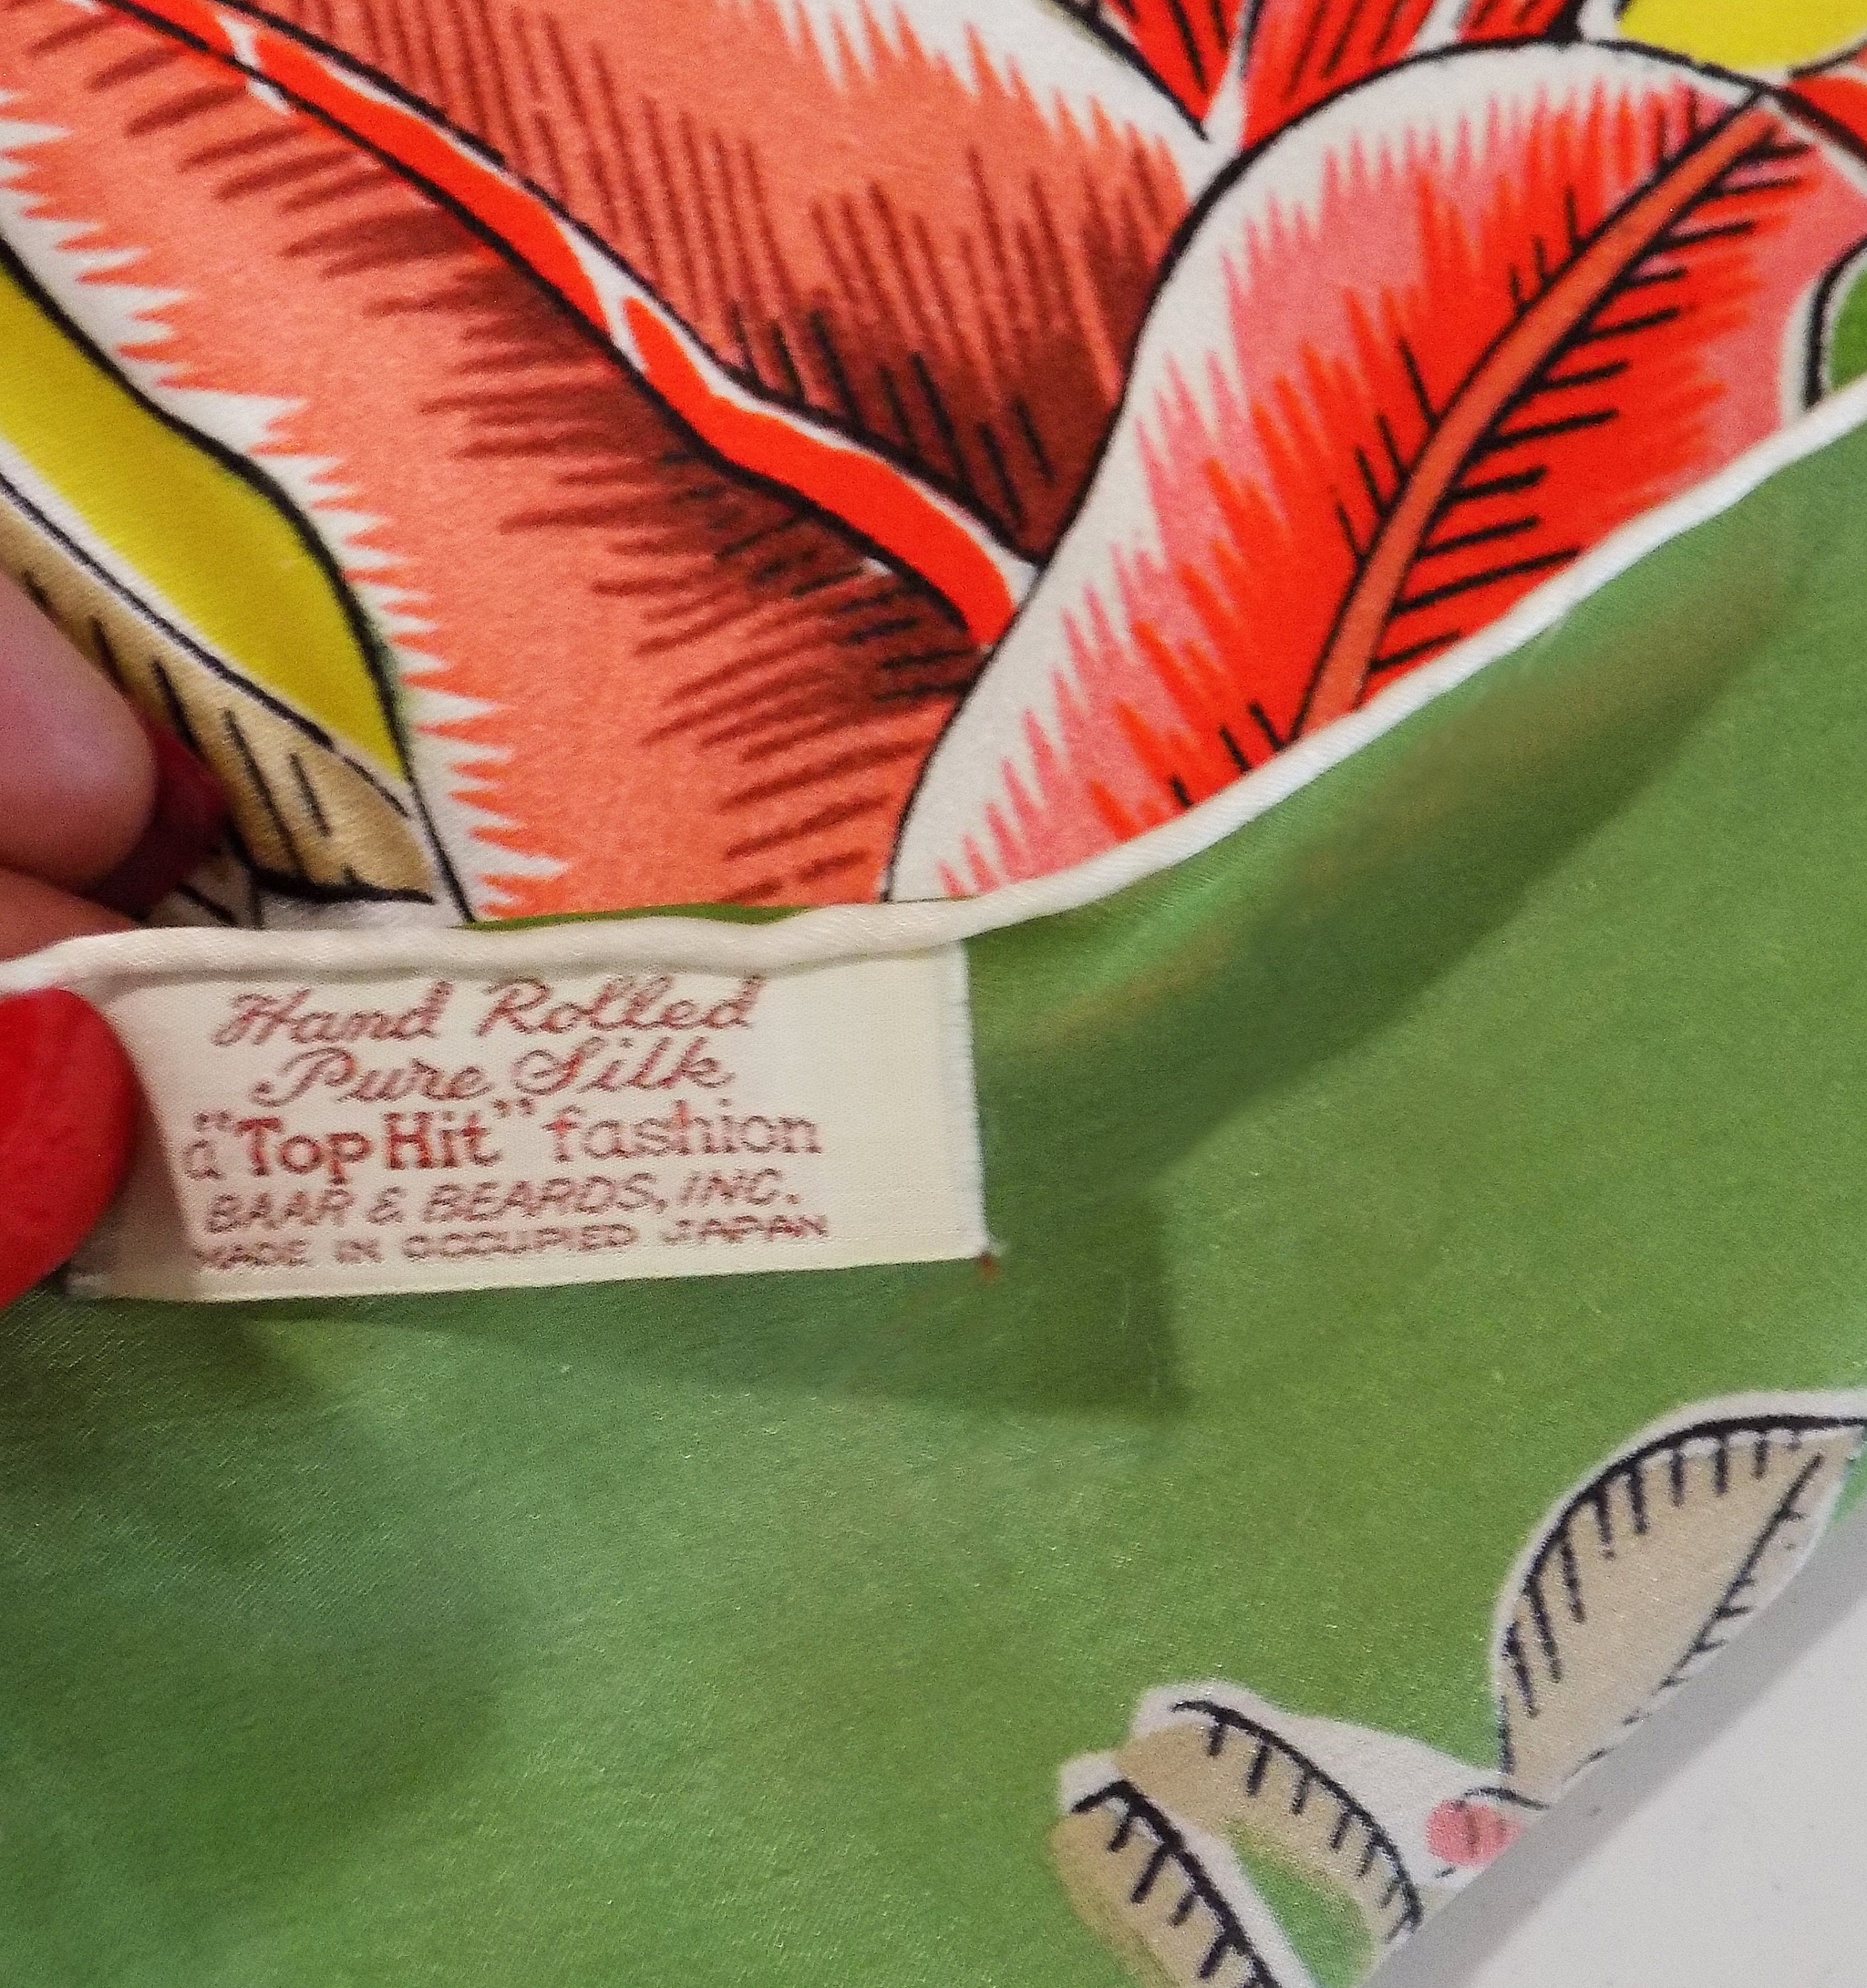 Hand Rolled
Pure Silk
a "Top Hit" fashion
BAAR & BEARDS, INC.
MADE IN OCCUPIED JAPAN